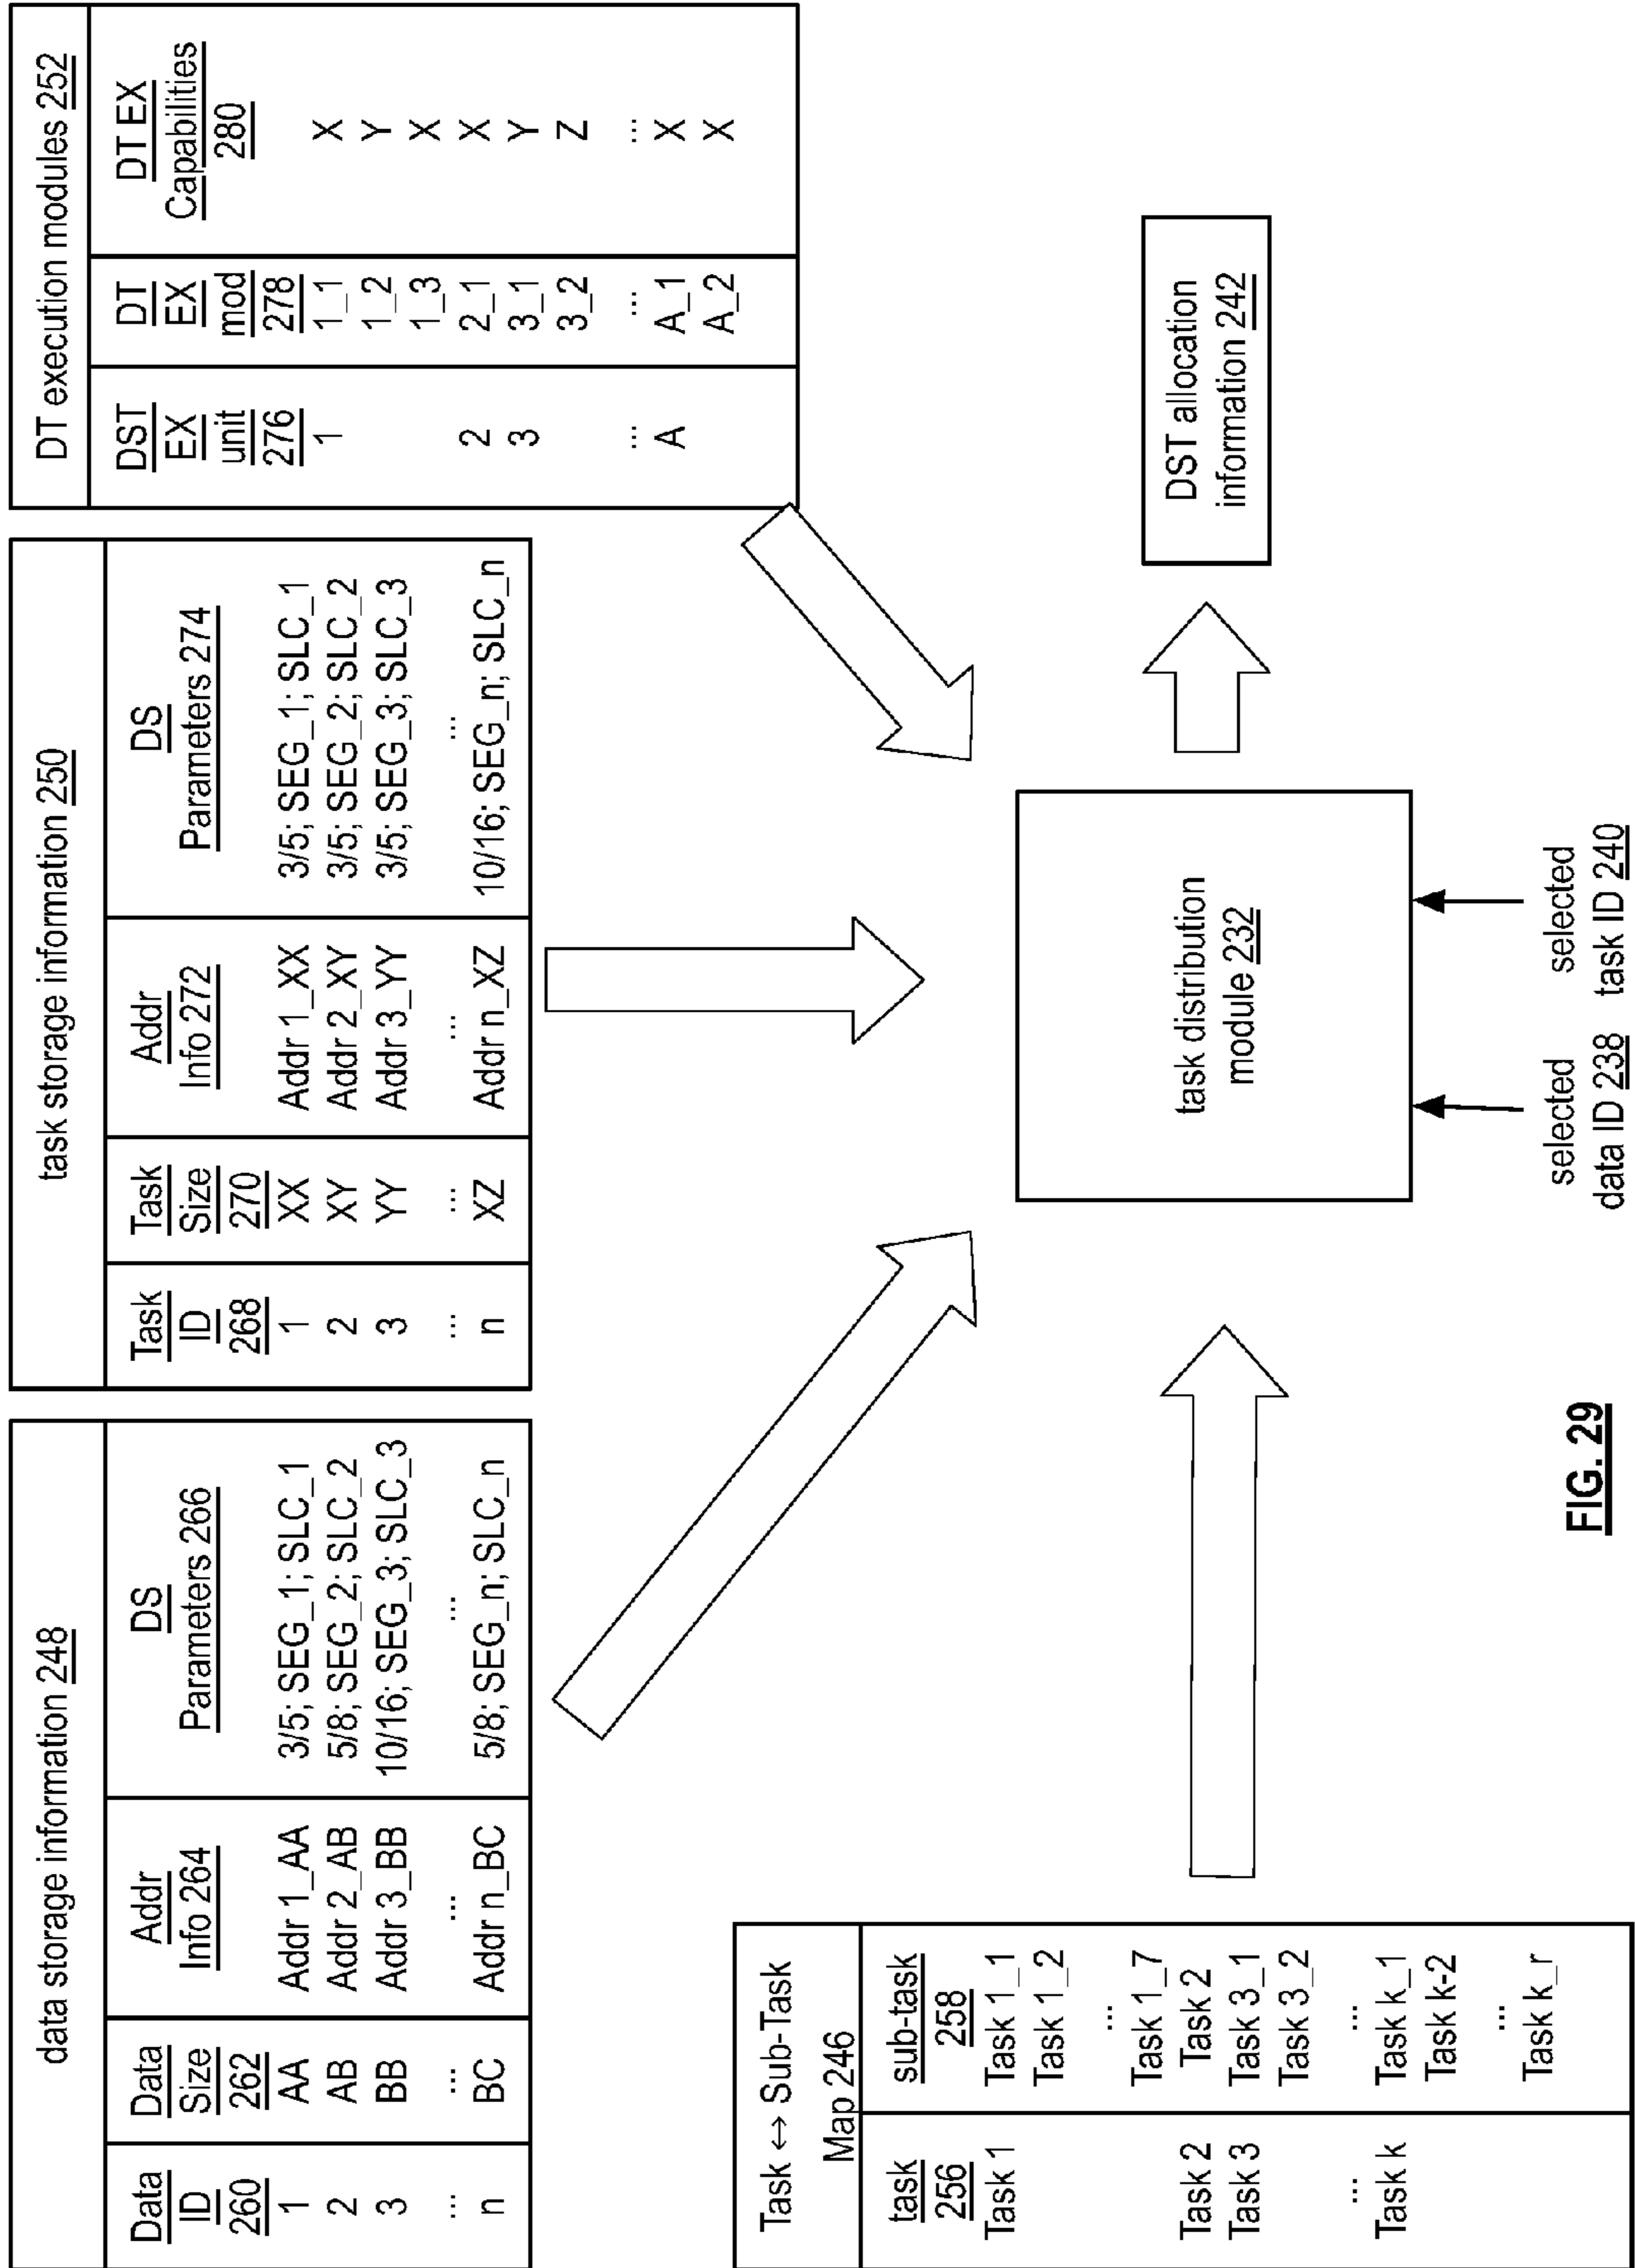 data storage information 248
Data ID 260 Data Size 262 Addr Info 264 DS Parameters 266
1 AA Addr 1_AA 3/5; SEG_1; SLC_1
2 AB Addr 2_AB 5/8; SEG_2; SLC_2
3 BB Addr 3_BB 10/16; SEG_3; SLC_3
... ... ... ...
n BC Addr n_BC 5/8; SEG_n; SLC_n
task storage information 250
Task ID 268 Task Size 270 Addr Info 272 DS Parameters 274
1 XX Addr 1_XX 3/5; SEG_1; SLC_1
2 XY Addr 2_XY 3/5; SEG_2; SLC_2
3 YY Addr 3_YY 3/5; SEG_3; SLC_3
... ... ... ...
n XZ Addr n_XZ 10/16; SEG_n; SLC_n
DT execution modules 252
DST EX unit 276 DT EX mod 278 DT EX Capabilities 280
1 1_1 X
1_2 Y
1_3 X
2 2_1 X
3 3_1 Y
3_2 Z
... ... ...
A A_1 X
A_2 X
Task ↔ Sub-Task
Map 246
task 256 sub-task 258
Task 1 Task 1_1
Task 1_2
...
Task 1_7
Task 2 Task 2
Task 3 Task 3_1
Task 3_2
... ...
Task k Task k_1
Task k-2
...
Task k_r
task distribution
module 232
DST allocation
information 242
selected
data ID 238
selected
task ID 240
FIG. 29